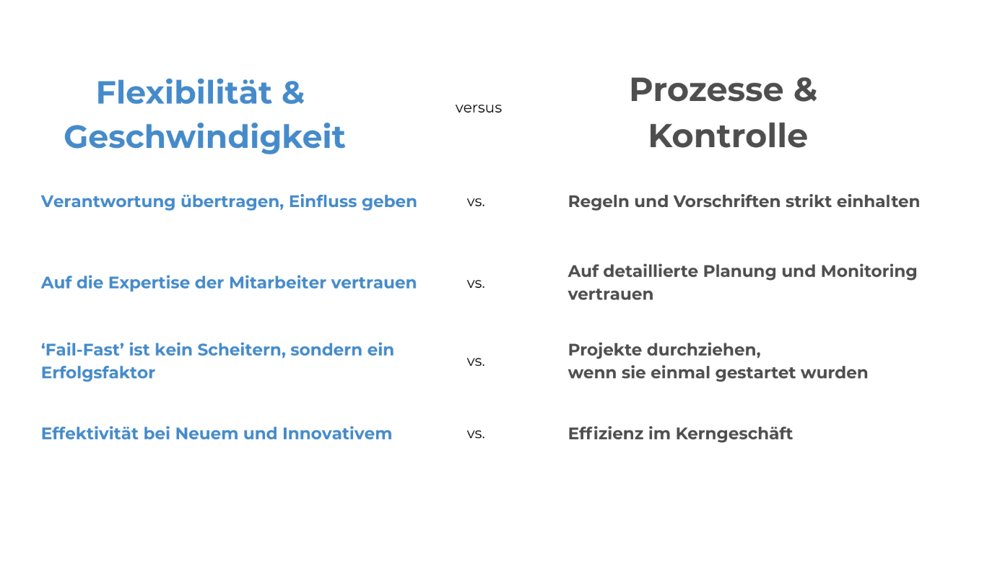 Flexibilität &
Geschwindigkeit
versus
Prozesse &
Kontrolle
Verantwortung übertragen, Einfluss geben
vs.
Regeln und Vorschriften strikt einhalten
Auf die Expertise der Mitarbeiter vertrauen
vs.
Auf detaillierte Planung und Monitoring
vertrauen
‘Fail-Fast’ ist kein Scheitern, sondern ein
Erfolgsfaktor
vs.
Projekte durchziehen,
wenn sie einmal gestartet wurden
Effektivität bei Neuem und Innovativem
vs.
Effizienz im Kerngeschäft